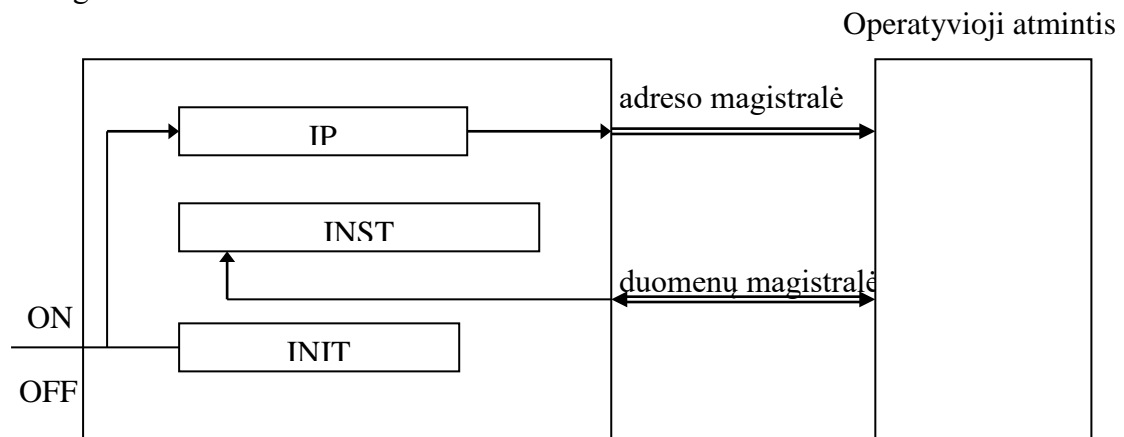 Operatyvioji atmintis
adreso magistralė
IP
INST
duomenų magistralė
ON
INIT
OFF